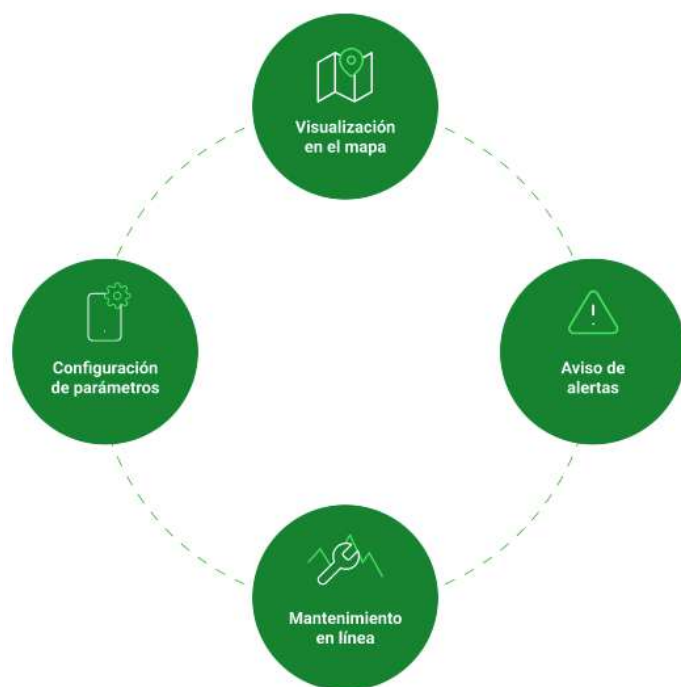 Visualización
en el mapa
Configuración
de parámetros
Aviso de
alertas
Mantenimiento
en línea